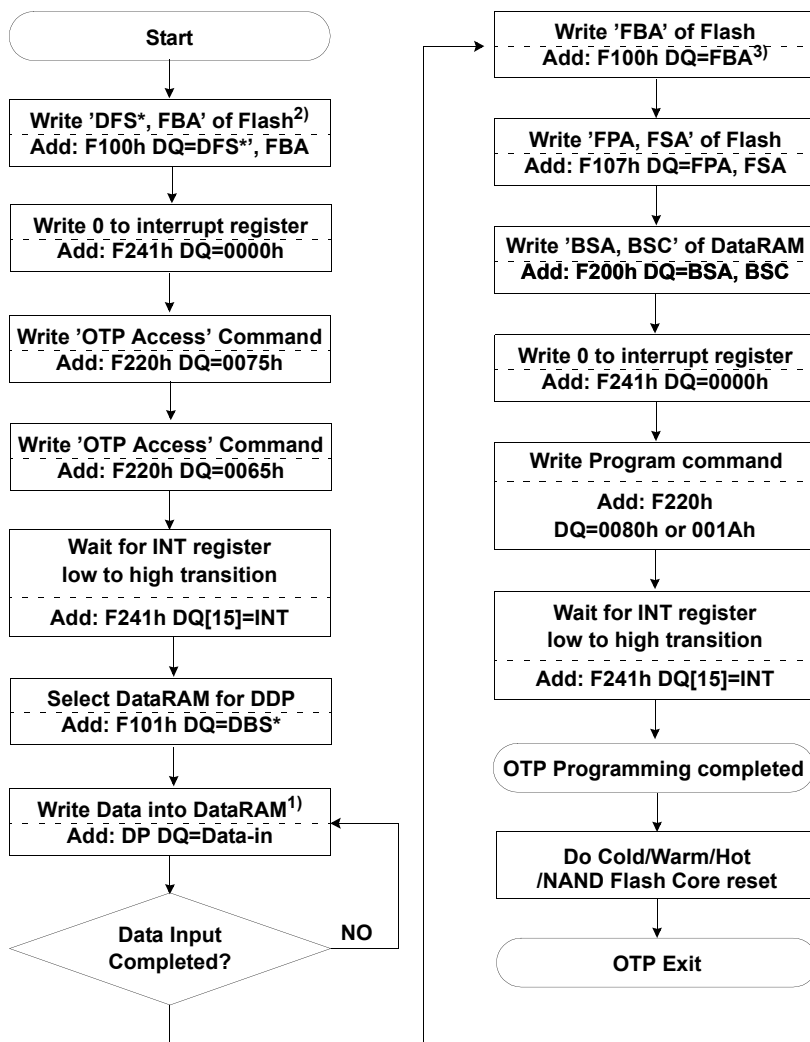 Start
Write ’DFS*, FBA’ of Flash2)
Add: F100h DQ=DFS*’, FBA
Write 0 to interrupt register
Add: F241h DQ=0000h
Write ’OTP Access’ Command
Add: F220h DQ=0075h
Write ’OTP Access’ Command
Add: F220h DQ=0065h
Wait for INT register
low to high transition
Add: F241h DQ[15]=INT
Select DataRAM for DDP
Add: F101h DQ=DBS*
Write Data into DataRAM1)
Add: DP DQ=Data-in
Data Input
Completed?
NO
Write ’FBA’ of Flash
Add: F100h DQ=FBA3)
Write ’FPA, FSA’ of Flash
Add: F107h DQ=FPA, FSA
Write ’BSA, BSC’ of DataRAM
Add: F200h DQ=BSA, BSC
Write 0 to interrupt register
Add: F241h DQ=0000h
Write Program command
Add: F220h
DQ=0080h or 001Ah
Wait for INT register
low to high transition
Add: F241h DQ[15]=INT
OTP Programming completed
Do Cold/Warm/Hot
/NAND Flash Core reset
OTP Exit